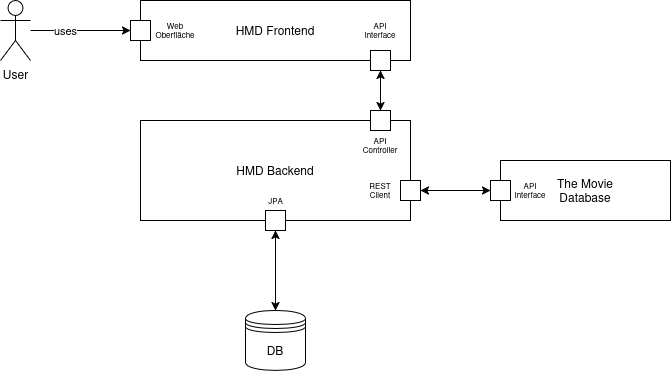 User
uses
Web
Oberfläche
HMD Frontend
API
Interface
API
Controller
HMD Backend
REST
Client
JPA
API
Interface
The Movie
Database
DB